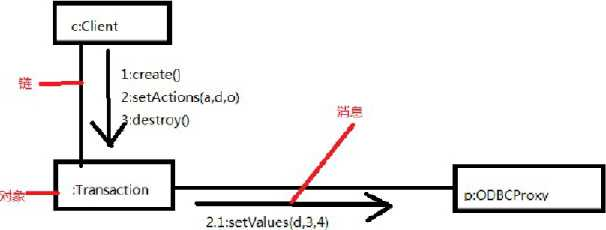 c:Client
链
1:create()
2:setActions(a,d,o)
3:destroy()
消息
对象
:Transaction
p:ODBCProxy
2.1:setValues(d,3,4)